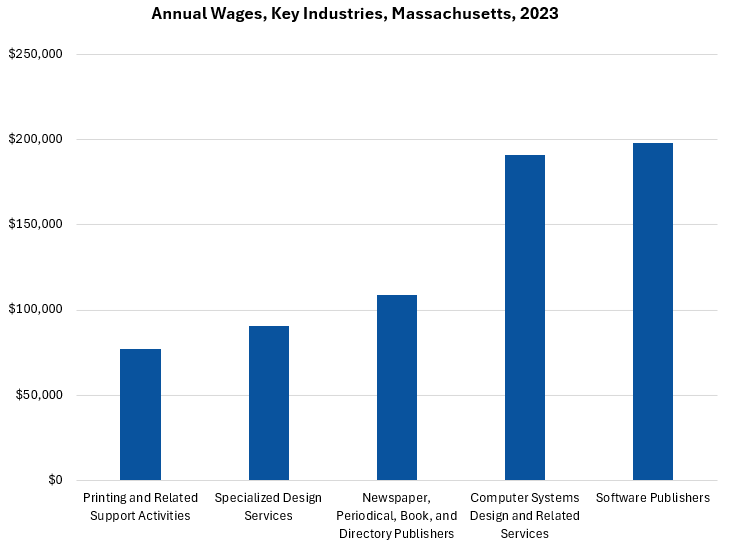 Annual Wages, Key Industries, Massachusetts, 2023
$250,000
$200,000
$150,000
$100,000
$50,000
$0
Printing and Related
Support Activities
Specialized Design
Services
Newspaper,
Periodical, Book, and
Directory Publishers
Computer Systems
Design and Related
Services
Software Publishers